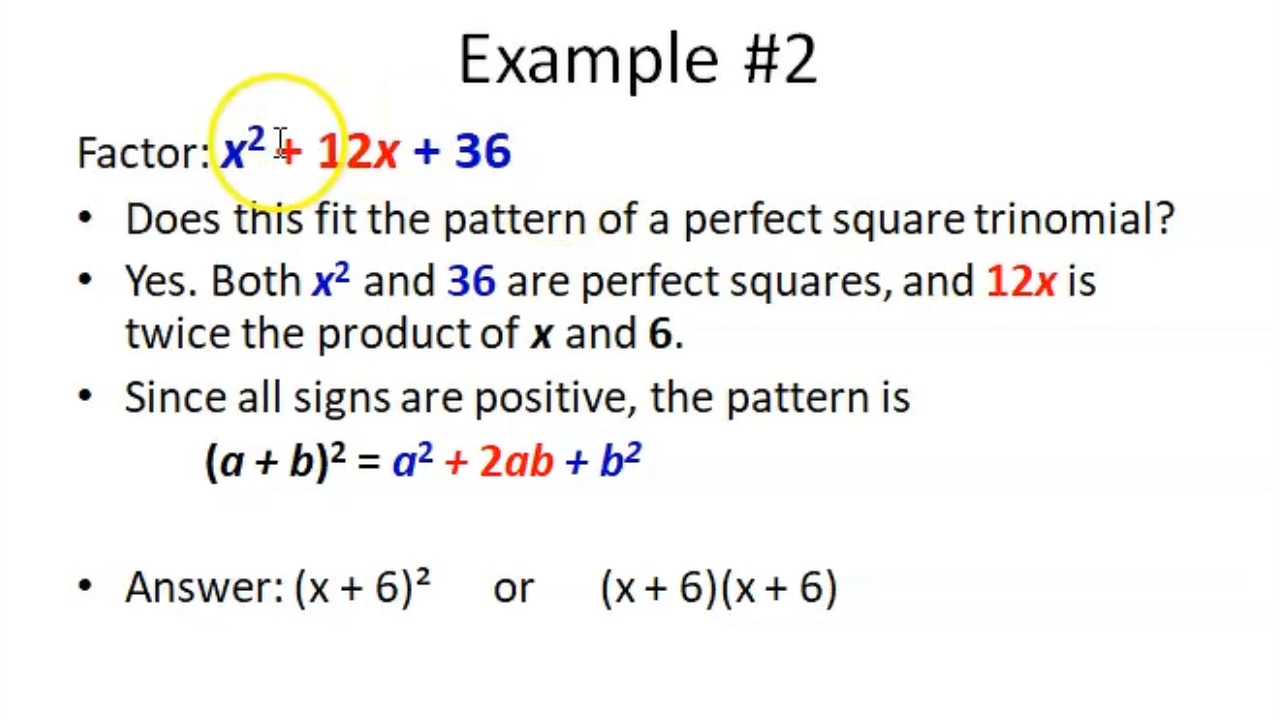 Example #2
Factor: x² + 12x + 36
• Does this fit the pattern of a perfect square trinomial?
• Yes. Both x² and 36 are perfect squares, and 12x is
twice the product of x and 6.
• Since all signs are positive, the pattern is
(a + b)² = a² + 2ab + b²
• Answer: (x + 6)² or (x + 6)(x + 6)